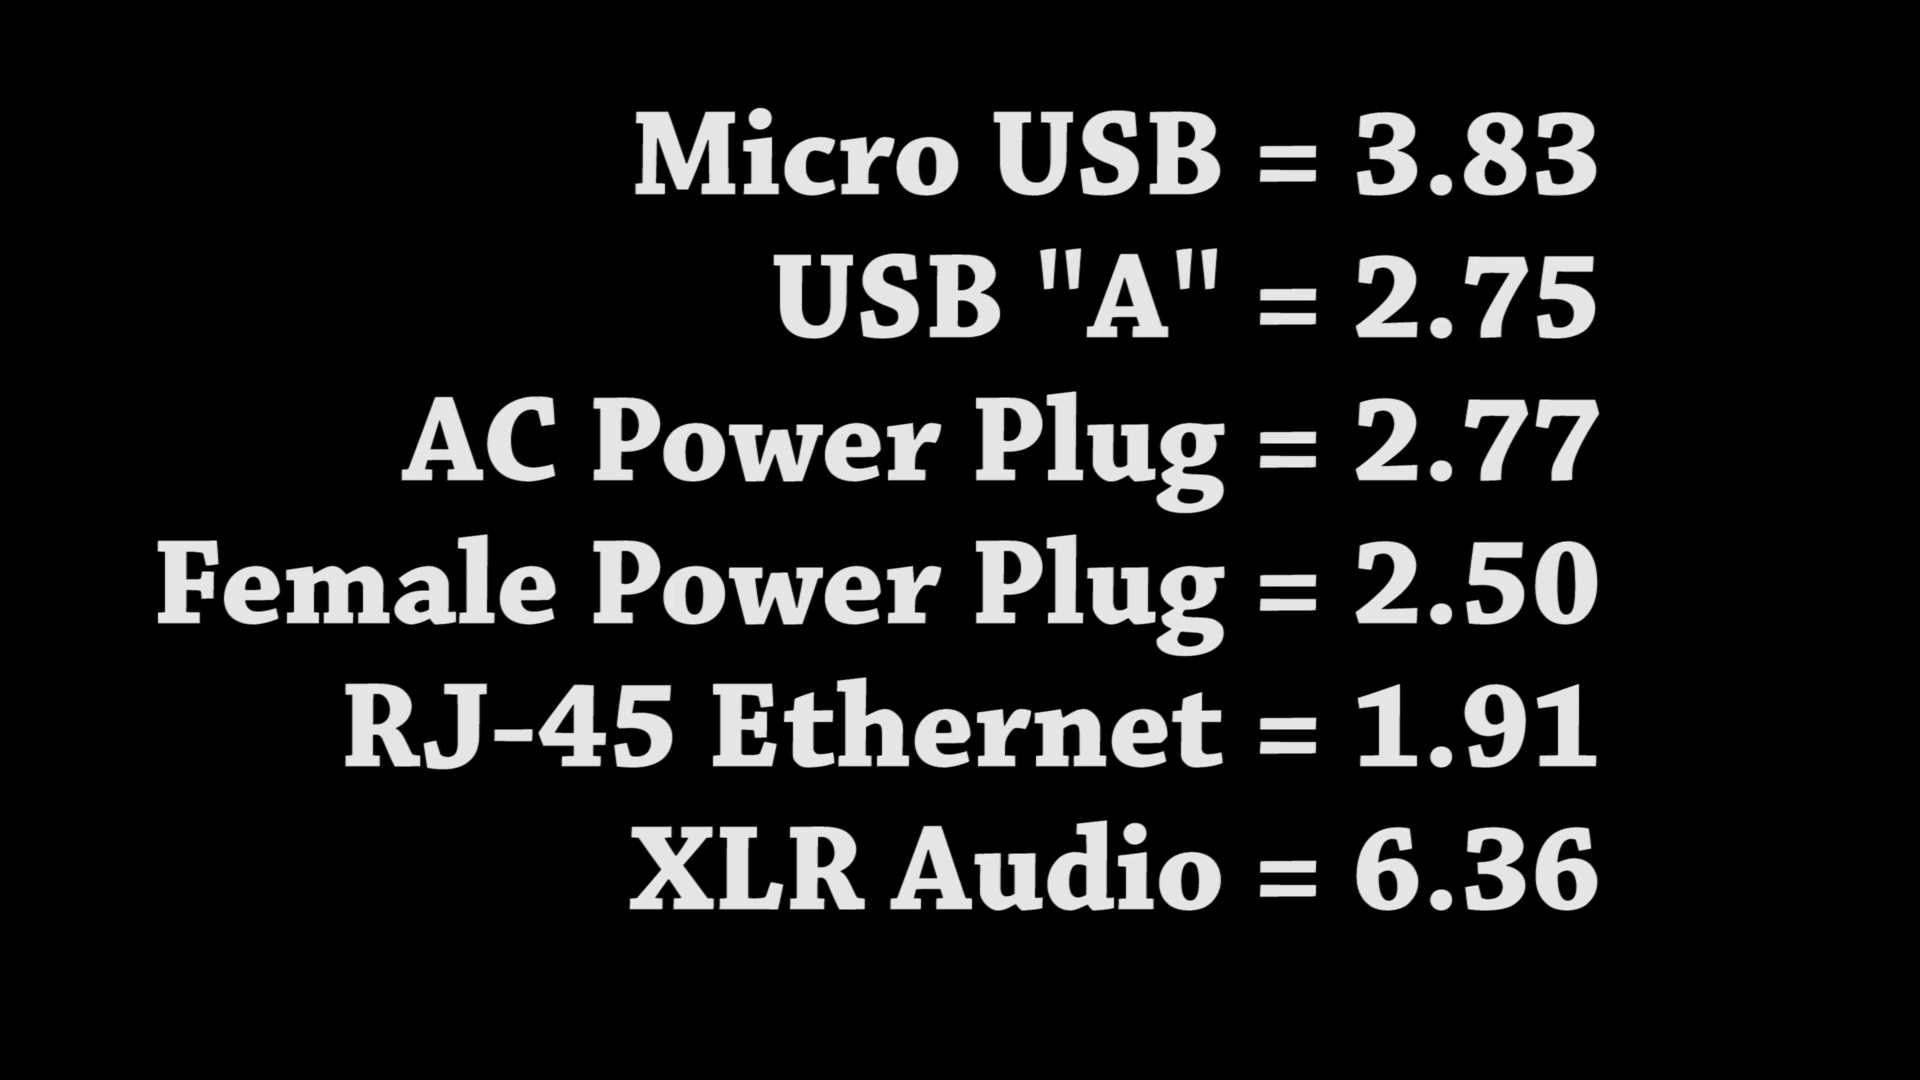 Micro USB = 3.83
USB "A" = 2.75
AC Power Plug = 2.77
Female Power Plug = 2.50
RJ-45 Ethernet = 1.91
XLR Audio = 6.36